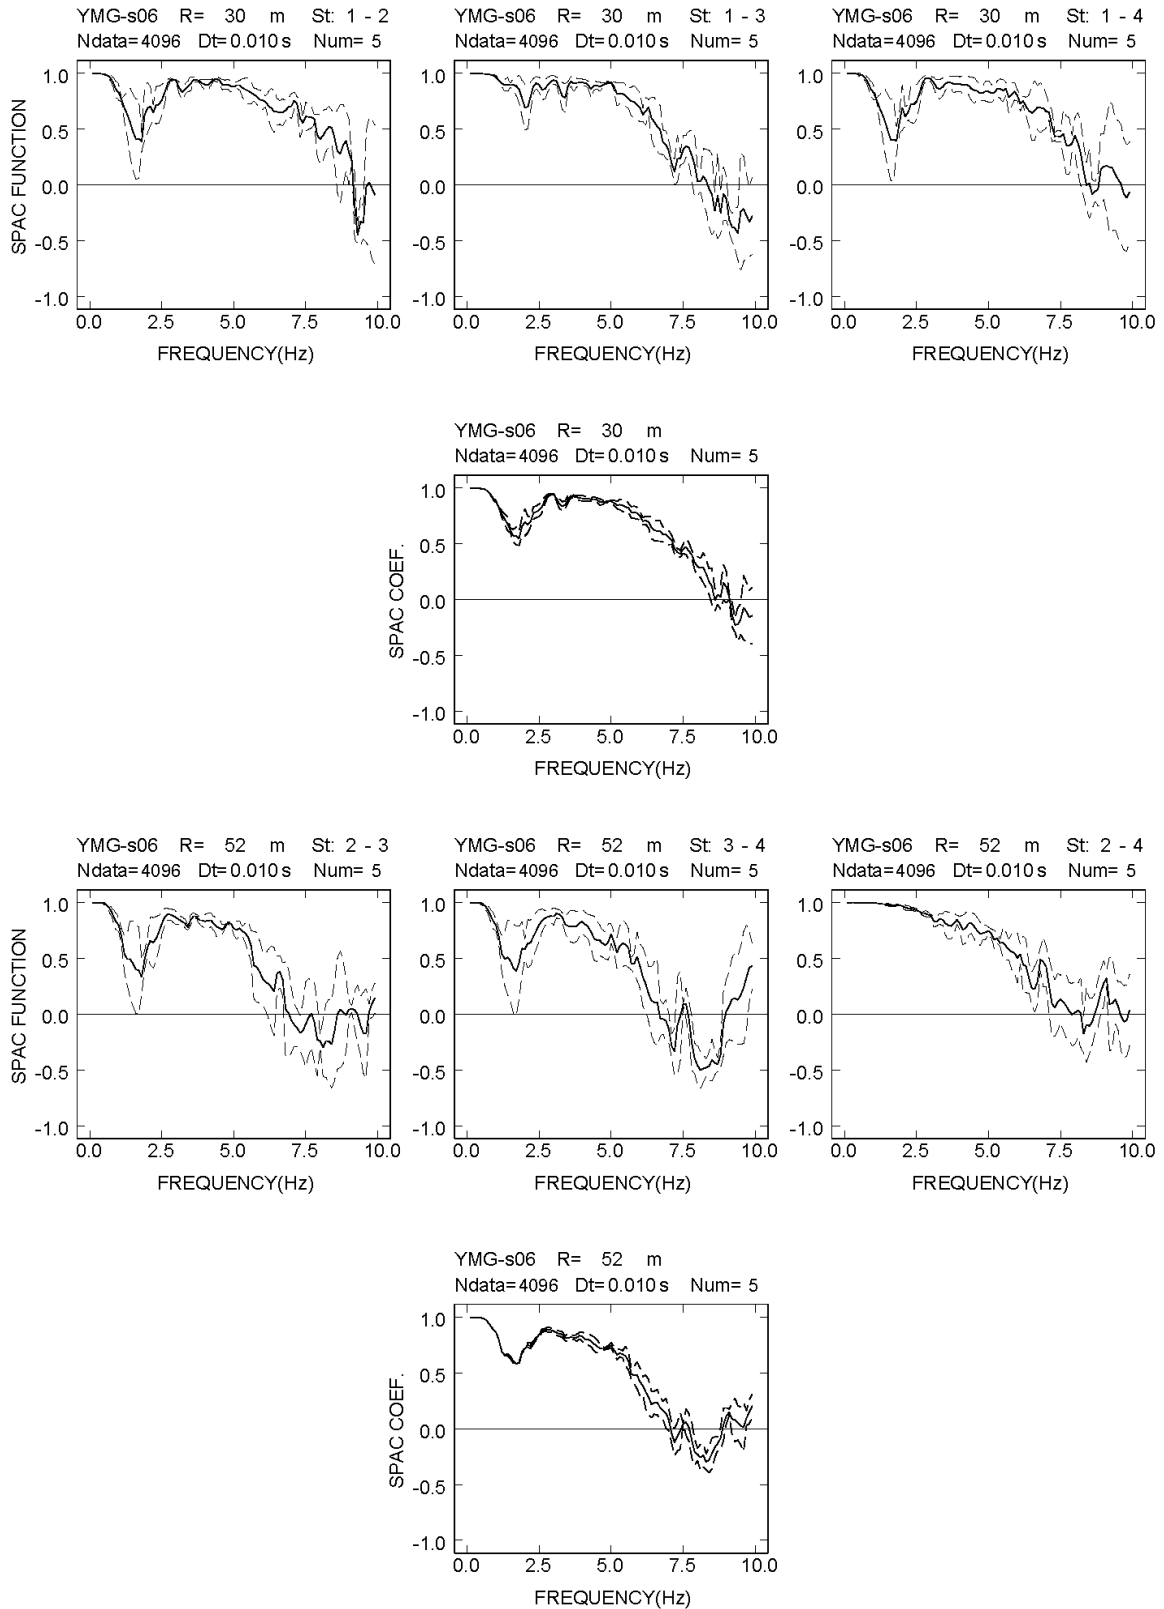 YMG-s06 R= 30 m St: 1 - 2
Ndata=4096 Dt=0.010 s Num= 5
1.0
0.5
0.0
-0.5
-1.0
SPAC FUNCTION
0.0 2.5 5.0 7.5 10.0
FREQUENCY(Hz)
YMG-s06 R= 30 m St: 1 - 3
Ndata=4096 Dt=0.010 s Num= 5
1.0
0.5
0.0
-0.5
-1.0
0.0 2.5 5.0 7.5 10.0
FREQUENCY(Hz)
YMG-s06 R= 30 m St: 1 - 4
Ndata=4096 Dt=0.010 s Num= 5
1.0
0.5
0.0
-0.5
-1.0
0.0 2.5 5.0 7.5 10.0
FREQUENCY(Hz)
YMG-s06 R= 30 m
Ndata=4096 Dt=0.010 s Num= 5
1.0
0.5
0.0
-0.5
-1.0
SPAC COEF.
0.0 2.5 5.0 7.5 10.0
FREQUENCY(Hz)
YMG-s06 R= 52 m St: 2 - 3
Ndata=4096 Dt=0.010 s Num= 5
1.0
0.5
0.0
-0.5
-1.0
SPAC FUNCTION
0.0 2.5 5.0 7.5 10.0
FREQUENCY(Hz)
YMG-s06 R= 52 m St: 3 - 4
Ndata=4096 Dt=0.010 s Num= 5
1.0
0.5
0.0
-0.5
-1.0
0.0 2.5 5.0 7.5 10.0
FREQUENCY(Hz)
YMG-s06 R= 52 m St: 2 - 4
Ndata=4096 Dt=0.010 s Num= 5
1.0
0.5
0.0
-0.5
-1.0
0.0 2.5 5.0 7.5 10.0
FREQUENCY(Hz)
YMG-s06 R= 52 m
Ndata=4096 Dt=0.010 s Num= 5
1.0
0.5
0.0
-0.5
-1.0
SPAC COEF.
0.0 2.5 5.0 7.5 10.0
FREQUENCY(Hz)